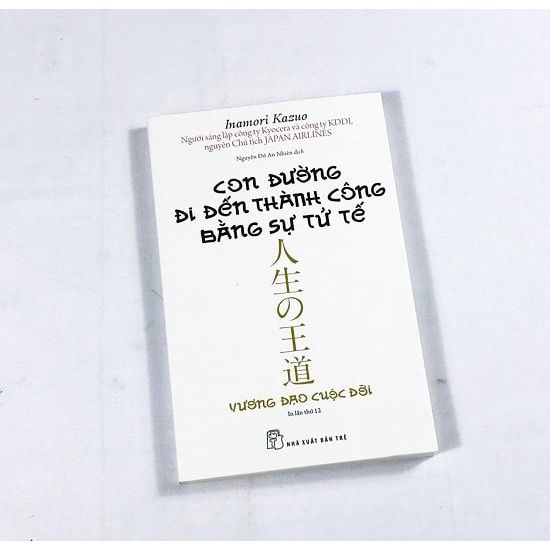 Inamori Kazuo
Người sáng lập công ty Kyocera và công ty KDDI,
nguyên Chủ tịch JAPAN AIRLINES
Nguyễn Đỗ An Nhiên dịch
CON ĐƯỜNG
ĐI ĐẾN THÀNH CÔNG
BẰNG SỰ TỬ TẾ
人生の王道
VƯƠNG ĐẠO CUỘC ĐỜI
In lần thứ 12
NHÀ XUẤT BẢN TRẺ